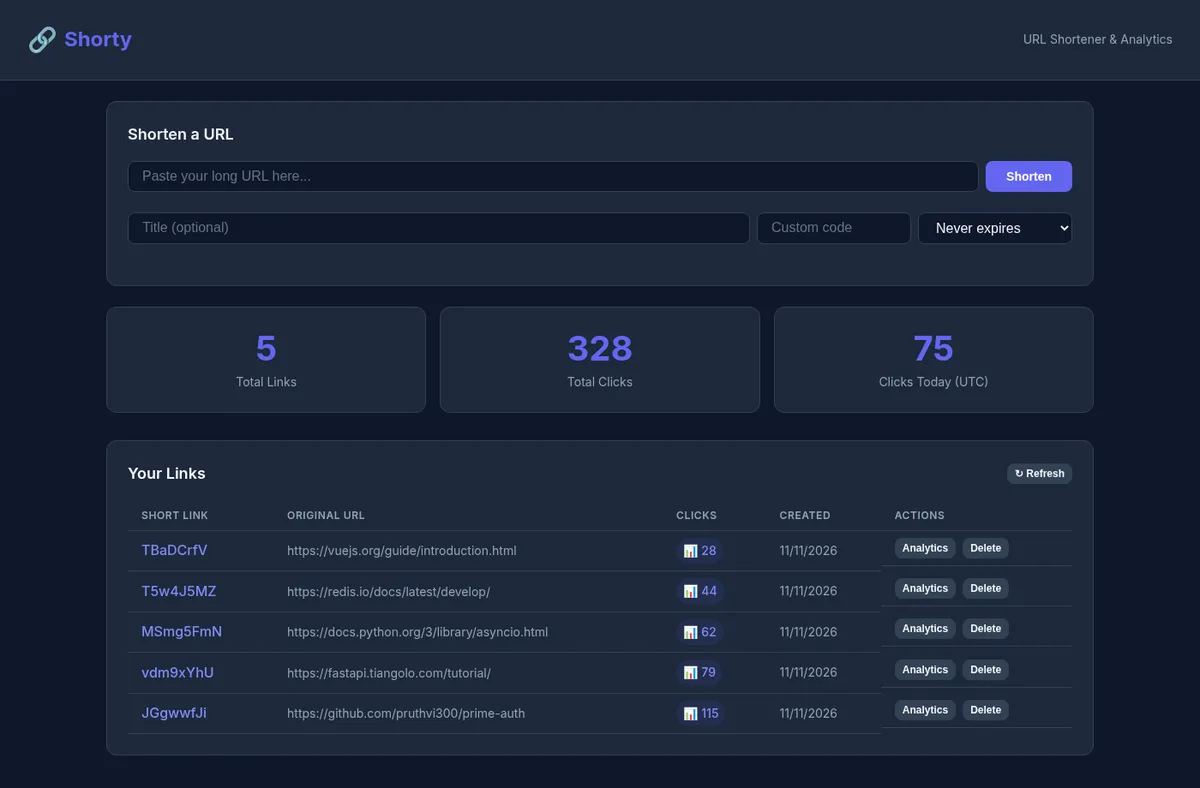 Shorty
URL Shortener & Analytics
Shorten a URL
Paste your long URL here...
Shorten
Title (optional)
Custom code
Never expires
5
Total Links
328
Total Clicks
75
Clicks Today (UTC)
Your Links
↻ Refresh
SHORT LINK ORIGINAL URL CLICKS CREATED ACTIONS
TBaDCrfV https://vuejs.org/guide/introduction.html 28 11/11/2026 Analytics Delete
T5w4J5MZ https://redis.io/docs/latest/develop/ 44 11/11/2026 Analytics Delete
MSmg5FmN https://docs.python.org/3/library/asyncio.html 62 11/11/2026 Analytics Delete
vdm9xYhU https://fastapi.tiangolo.com/tutorial/ 79 11/11/2026 Analytics Delete
JGgwwfJi https://github.com/pruthvi300/prime-auth 115 11/11/2026 Analytics Delete